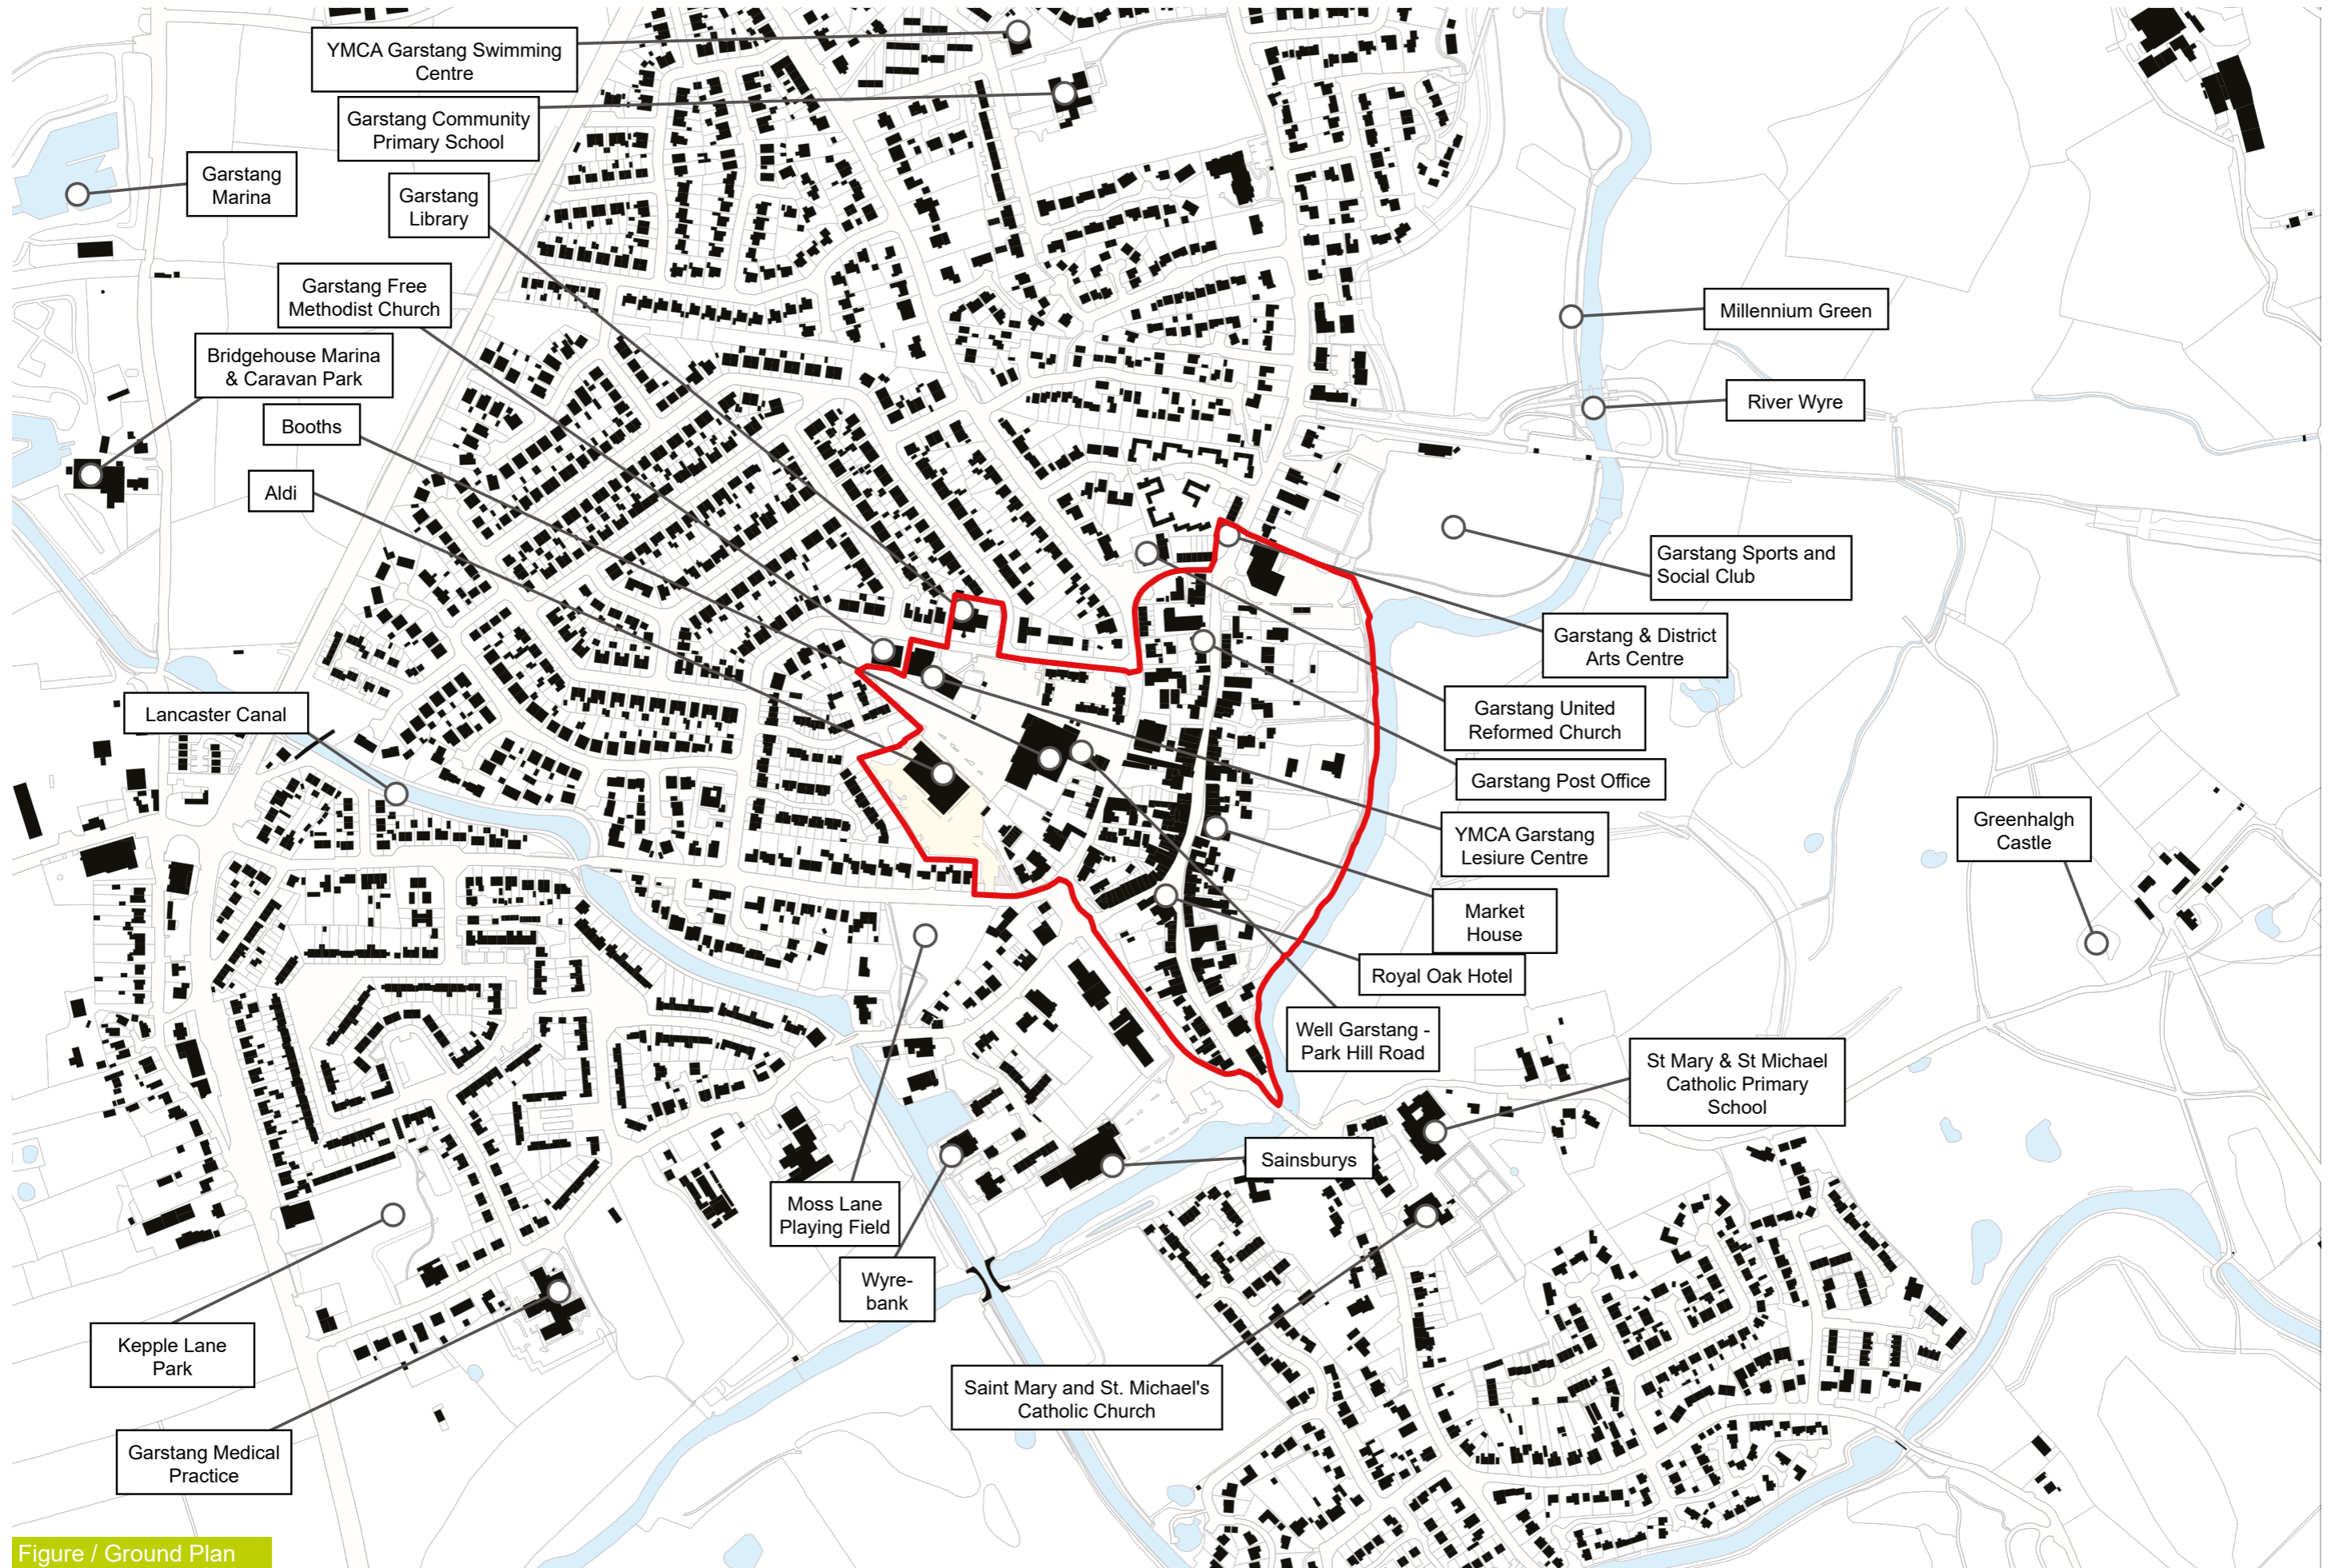 YMCA Garstang Swimming
Centre
Garstang Community
Primary School
Garstang
Marina
Garstang
Library
Garstang Free
Methodist Church
Bridgehouse Marina
& Caravan Park
Booths
Aldi
Millennium Green
River Wyre
Garstang Sports and
Social Club
Garstang & District
Arts Centre
Garstang United
Reformed Church
Lancaster Canal
Garstang Post Office
YMCA Garstang
Lesiure Centre
Greenhalgh
Castle
Market
House
Royal Oak Hotel
Well Garstang -
Park Hill Road
St Mary & St Michael
Catholic Primary
School
Sainsburys
Moss Lane
Playing Field
Wyre-
bank
Kepple Lane
Park
Saint Mary and St. Michael's
Catholic Church
Garstang Medical
Practice
Figure / Ground Plan